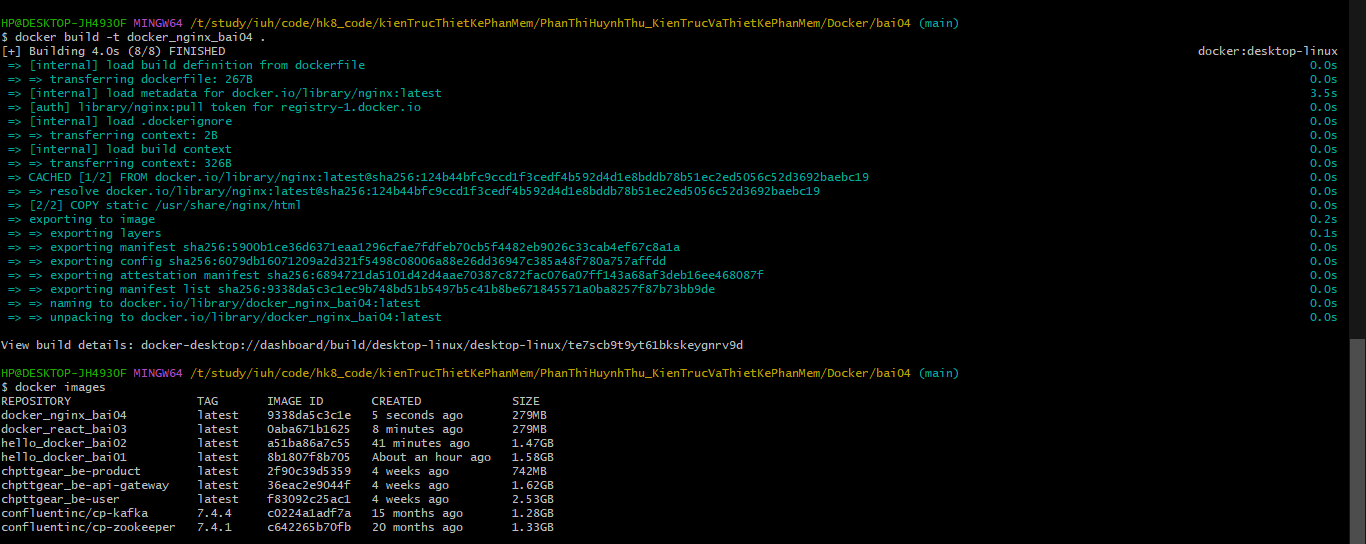 HP@DESKTOP-JH493OF MINGW64 /t/study/iuh/code/hk8_code/kienTrucThietKePhanMem/PhanThiHuynhThu_KienTrucVaThietKePhanMem/Docker/bai04 (main)
$ docker build -t docker_nginx_bai04 .
[+] Building 4.0s (8/8) FINISHED docker:desktop-linux
=> [internal] load build definition from dockerfile 0.0s
=> => transferring dockerfile: 267B 0.0s
=> [internal] load metadata for docker.io/library/nginx:latest 3.5s
=> [auth] library/nginx:pull token for registry-1.docker.io 0.0s
=> [internal] load .dockerignore 0.0s
=> => transferring context: 2B 0.0s
=> [internal] load build context 0.0s
=> => transferring context: 326B 0.0s
=> CACHED [1/2] FROM docker.io/library/nginx:latest@sha256:124b44bfc9ccd1f3cedf4b592d4d1e8bddb78b51ec2ed5056c52d3692baebc19 0.0s
=> => resolve docker.io/library/nginx:latest@sha256:124b44bfc9ccd1f3cedf4b592d4d1e8bddb78b51ec2ed5056c52d3692baebc19 0.0s
=> [2/2] COPY static /usr/share/nginx/html 0.0s
=> exporting to image 0.2s
=> => exporting layers 0.1s
=> => exporting manifest sha256:5900b1ce36d6371eaa1296cfae7fdfeb70cb5f4482eb9026c33cab4ef67c8a1a 0.0s
=> => exporting config sha256:6079db16071209a2d321f5498c08006a88e26dd36947c385a48f780a757affdd 0.0s
=> => exporting attestation manifest sha256:6894721da5101d42d4aae70387c872fac076a07ff143a68af3deb16ee468087f 0.0s
=> => exporting manifest list sha256:9338da5c3c1ec9b748bd51b5497b5c41b8be671845571a0ba8257f87b73bb9de 0.0s
=> => naming to docker.io/library/docker_nginx_bai04:latest 0.0s
=> => unpacking to docker.io/library/docker_nginx_bai04:latest 0.0s
View build details: docker-desktop://dashboard/build/desktop-linux/desktop-linux/te7scb9t9yt61bkskeygnrv9d
HP@DESKTOP-JH493OF MINGW64 /t/study/iuh/code/hk8_code/kienTrucThietKePhanMem/PhanThiHuynhThu_KienTrucVaThietKePhanMem/Docker/bai04 (main)
$ docker images
REPOSITORY TAG IMAGE ID CREATED SIZE
docker_nginx_bai04 latest 9338da5c3c1e 5 seconds ago 279MB
docker_react_bai03 latest 0aba671b1625 8 minutes ago 279MB
hello_docker_bai02 latest a51ba86a7c55 41 minutes ago 1.47GB
hello_docker_bai01 latest 8b1807f8b705 About an hour ago 1.58GB
chpttgear_be-product latest 2f90c39d5359 4 weeks ago 742MB
chpttgear_be-api-gateway latest 36eac2e9044f 4 weeks ago 1.62GB
chpttgear_be-user latest f83092c25ac1 4 weeks ago 2.53GB
confluentinc/cp-kafka 7.4.4 c0224a1adf7a 15 months ago 1.28GB
confluentinc/cp-zookeeper 7.4.1 c642265b70fb 20 months ago 1.33GB